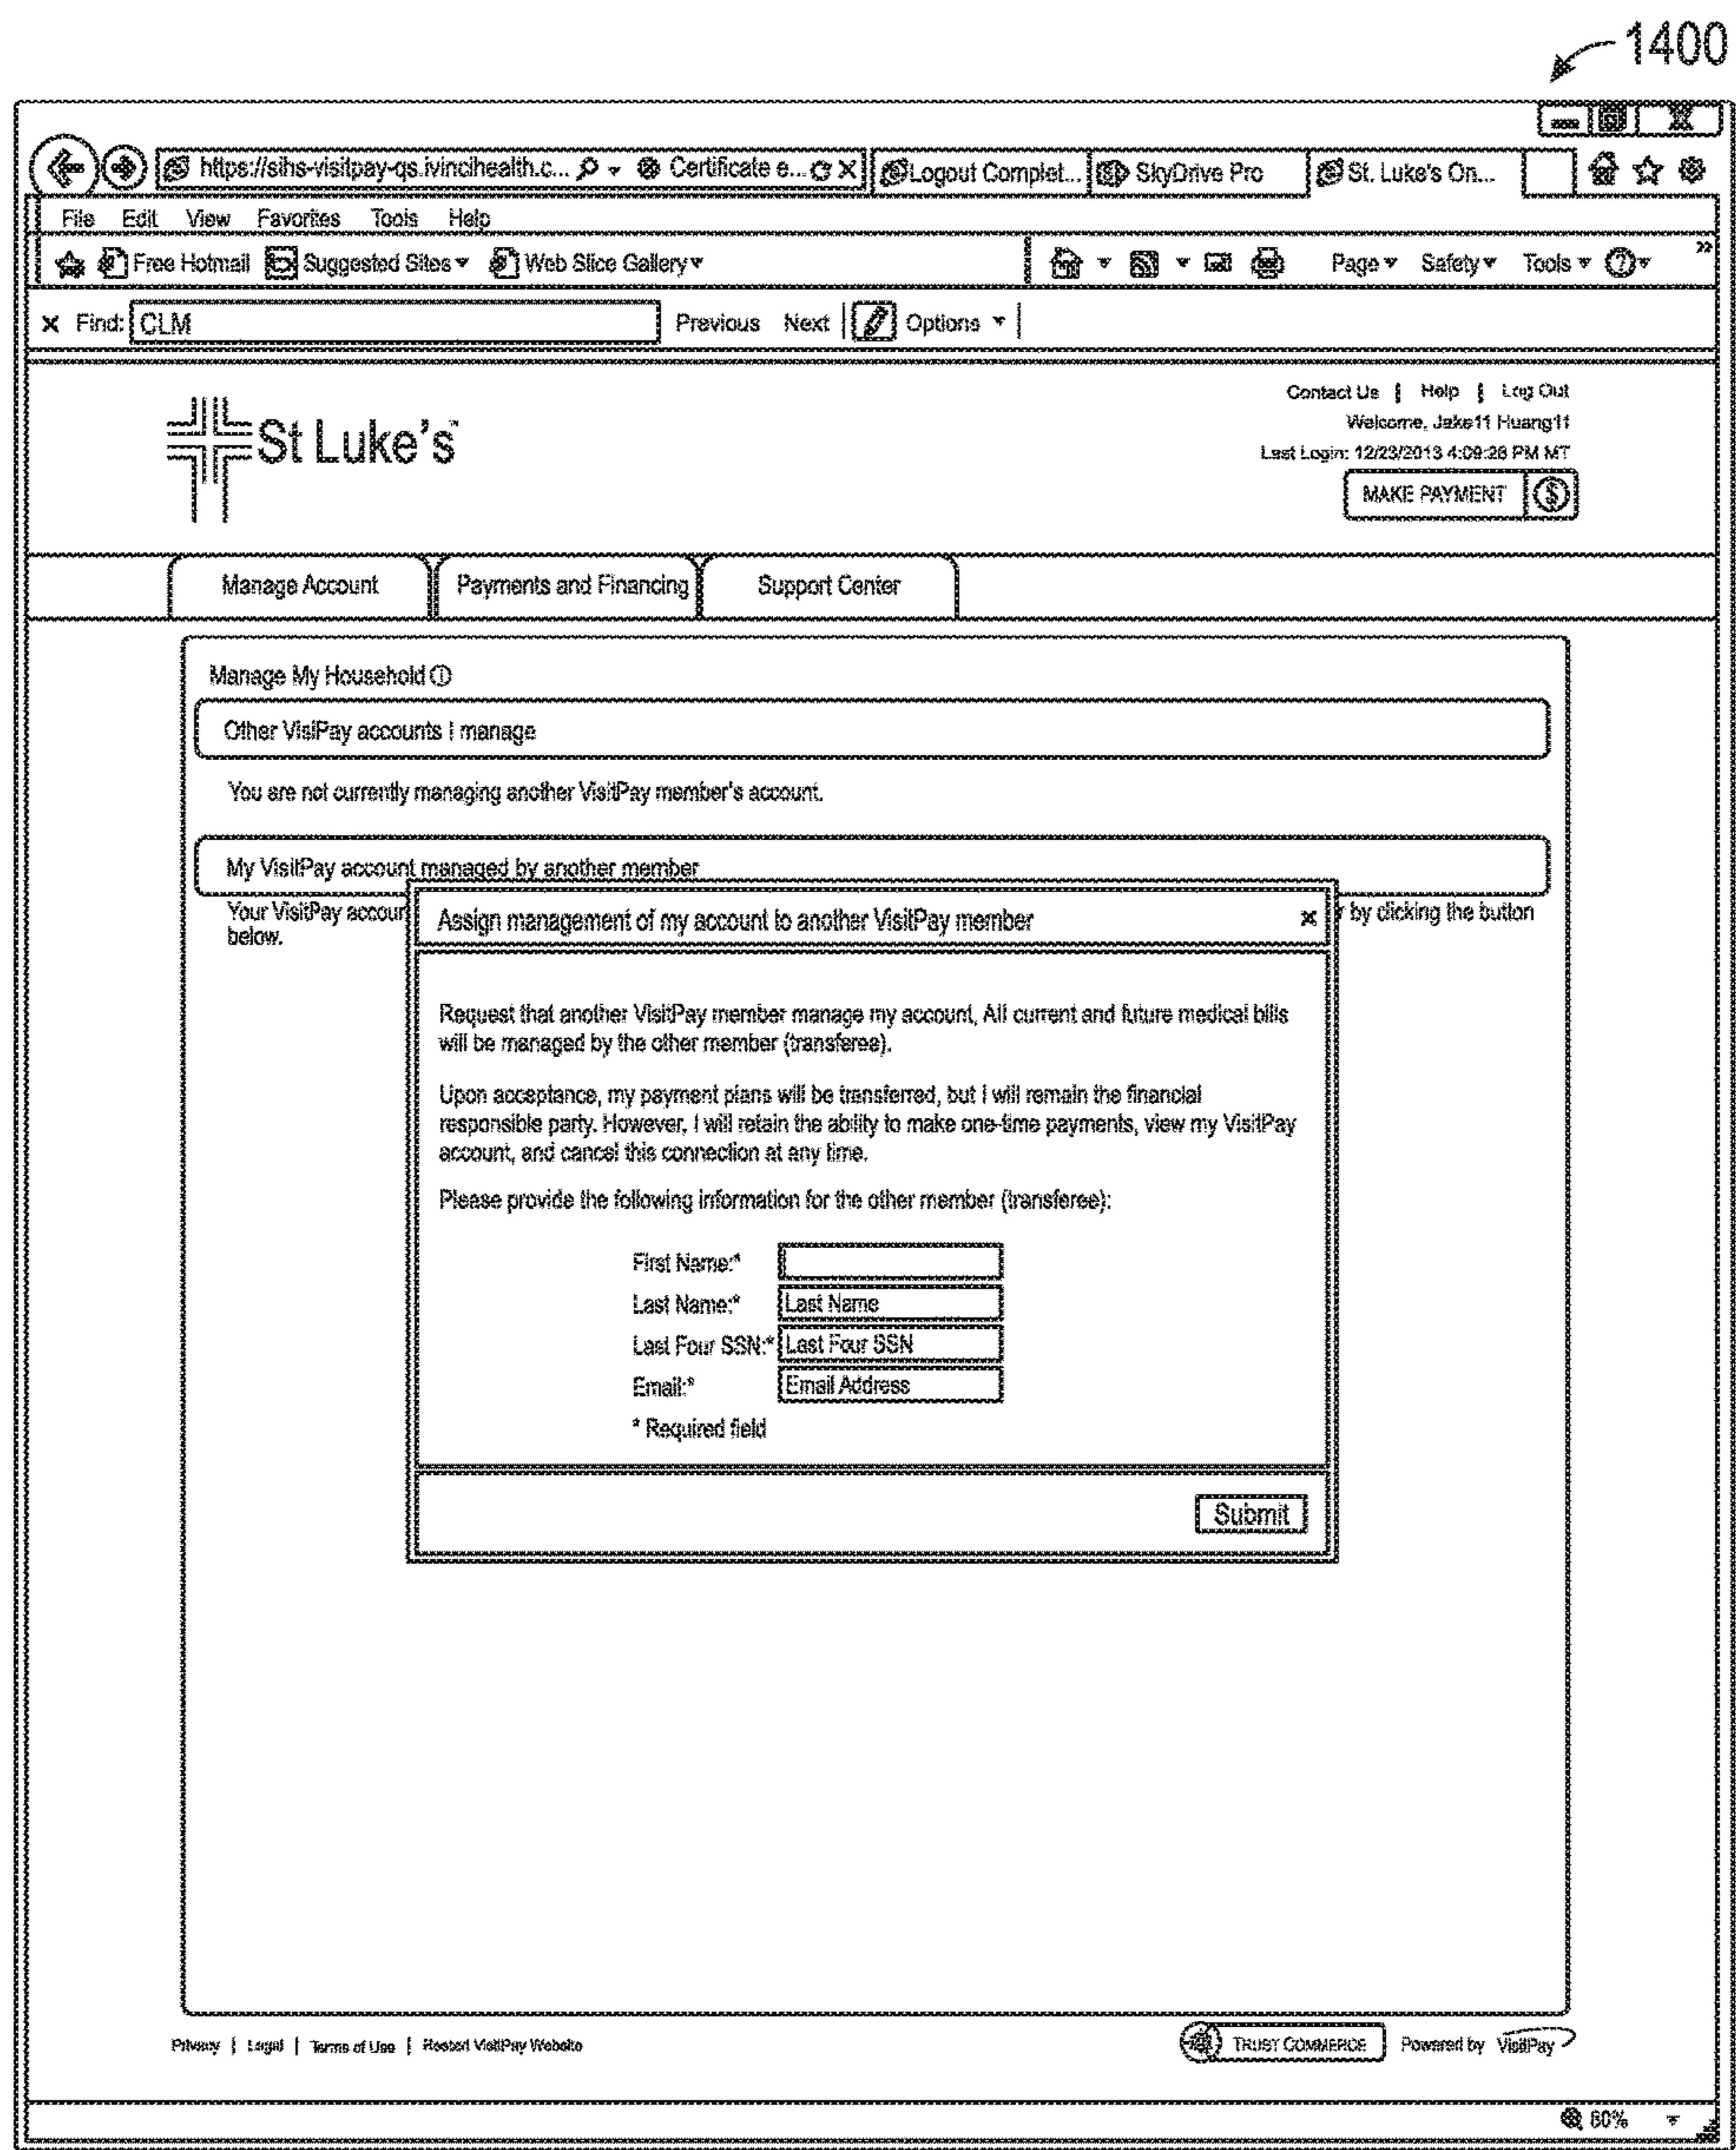 1400
https://slhs-visitpay-qs.ivincihealth.c... Certificate e... Logout Complet... SkyDrive Pro St. Luke's On...
File Edit View Favorites Tools Help
Free Hotmail Suggested Sites Web Slice Gallery Page Safety Tools
x Find: CLM Previous Next Options
Contact Us | Help | Log Out
Welcome, Jake11 Huang11
Last Login: 12/23/2013 4:09:28 PM MT
St Luke's™
MAKE PAYMENT $
Manage Account Payments and Financing Support Center
Manage My Household
Other VisiPay accounts I manage
You are not currently managing another VisitPay member's account.
My VisitPay account managed by another member
Your VisitPay accoun r by clicking the button
below.
Assign management of my account to another VisitPay member x
Request that another VisitPay member manage my account, All current and future medical bills
will be managed by the other member (transferee).
Upon acceptance, my payment plans will be transferred, but I will remain the financial
responsible party. However, I will retain the ability to make one-time payments, view my VisitPay
account, and cancel this connection at any time.
Please provide the following information for the other member (transferee):
First Name:*
Last Name:* Last Name
Last Four SSN:* Last Four SSN
Email:* Email Address
* Required field
Submit
Privacy | Legal | Terms of Use | VisitPay Website TRUST COMMERCE Powered by VisitPay
80%